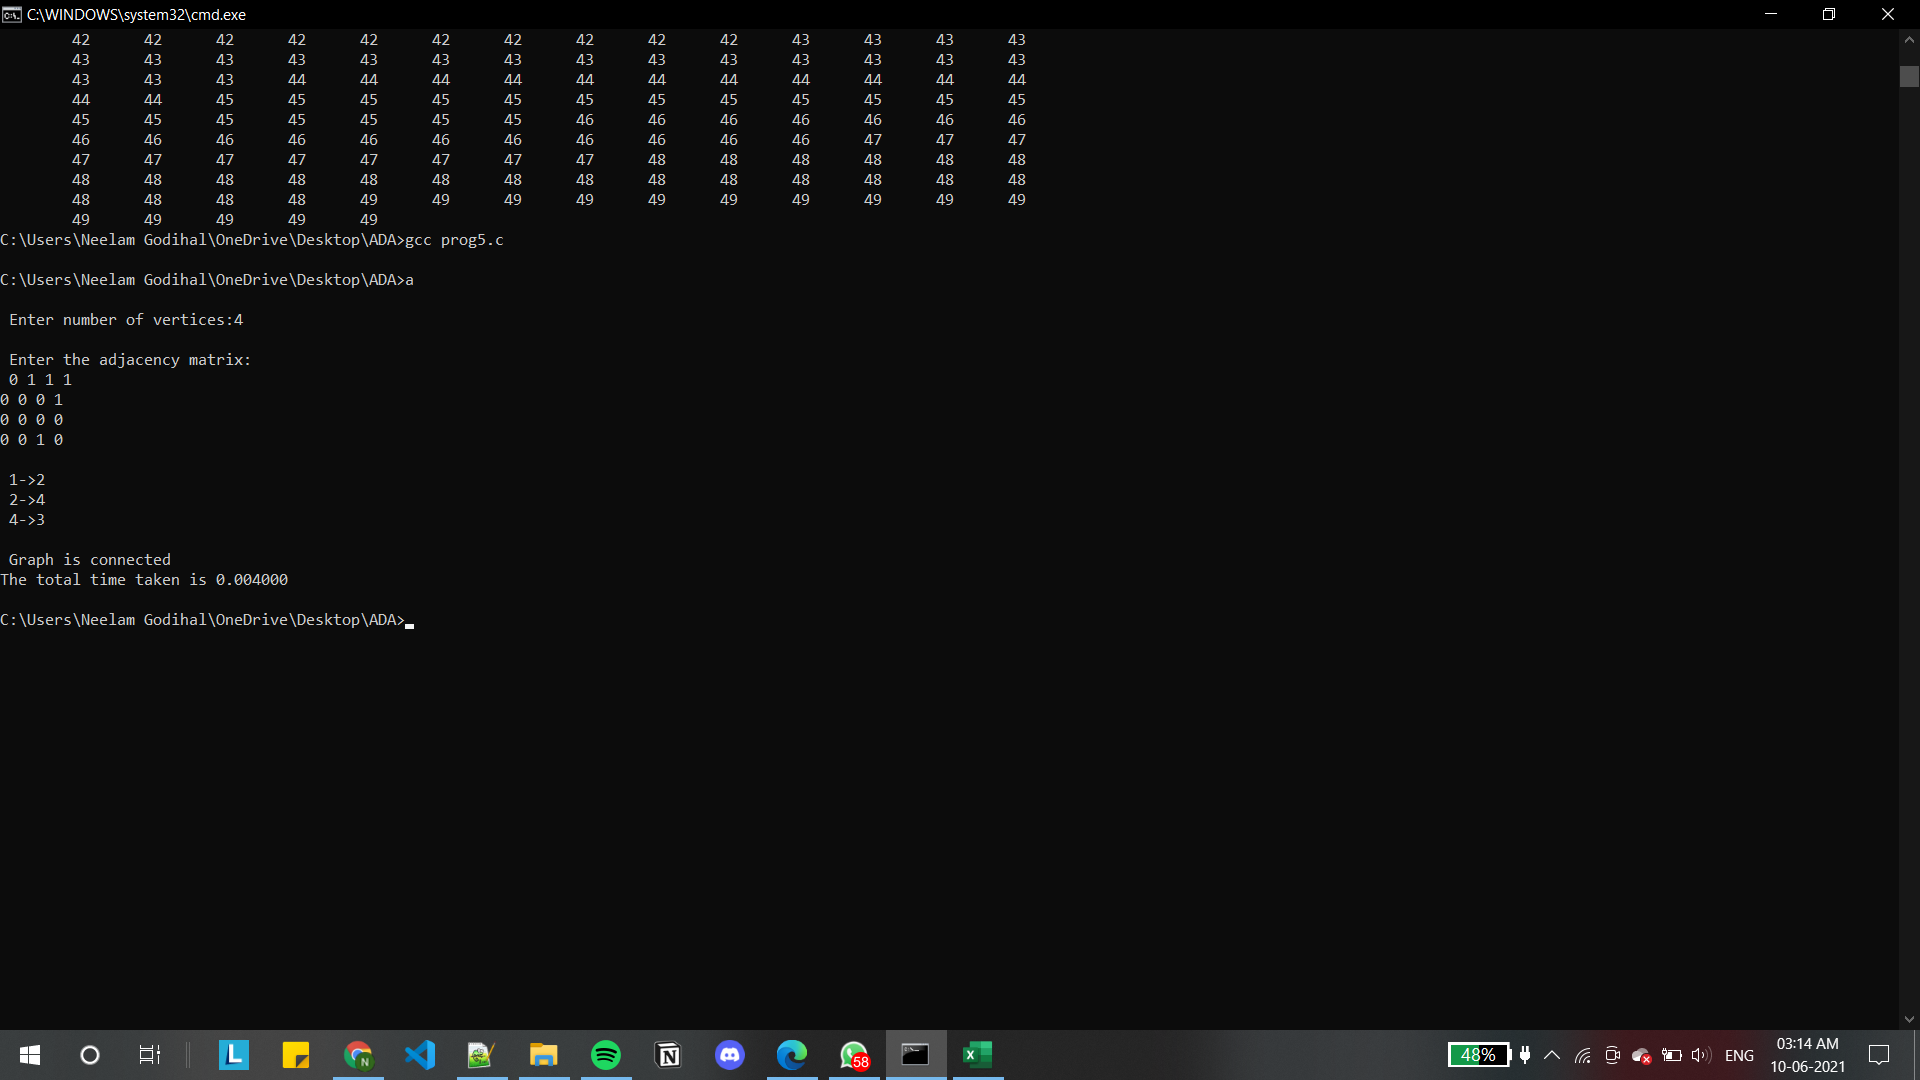 C:\WINDOWS\system32\cmd.exe
42 42 42 42 42 42 42 42 42 42 43 43 43 43
43 43 43 43 43 43 43 43 43 43 43 43 43 43
43 43 43 44 44 44 44 44 44 44 44 44 44 44
44 44 45 45 45 45 45 45 45 45 45 45 45 45
45 45 45 45 45 45 45 46 46 46 46 46 46 46
46 46 46 46 46 46 46 46 46 46 46 47 47 47
47 47 47 47 47 47 47 47 48 48 48 48 48 48
48 48 48 48 48 48 48 48 48 48 48 48 48 48
48 48 48 48 49 49 49 49 49 49 49 49 49 49
49 49 49 49 49
C:\Users\Neelam Godihal\OneDrive\Desktop\ADA>gcc prog5.c
C:\Users\Neelam Godihal\OneDrive\Desktop\ADA>a
Enter number of vertices:4
Enter the adjacency matrix:
0 1 1 1
0 0 0 1
0 0 0 0
0 0 1 0
1->2
2->4
4->3
Graph is connected
The total time taken is 0.004000
C:\Users\Neelam Godihal\OneDrive\Desktop\ADA>
L
N
58
48%
ENG
03:14 AM
10-06-2021